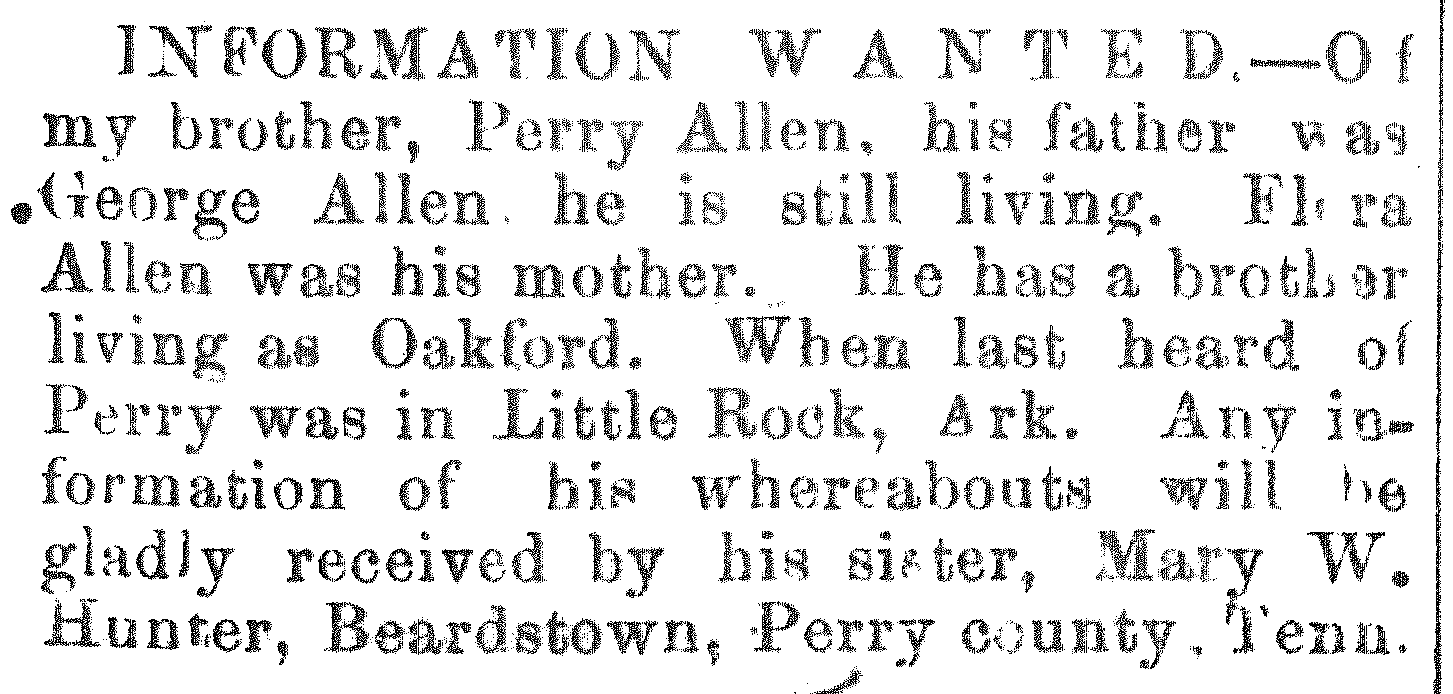 INFORMATION WANTED.—Of
my brother, Perry Allen, his father was
George Allen. he is still living. Flora
Allen was his mother. He has a brother
living as Oakford. When last heard of
Perry was in Little Rock, Ark. Any in-
formation of his whereabouts will be
gladly received by his sister, Mary W.
Hunter, Beardstown, Perry county, Tenn.